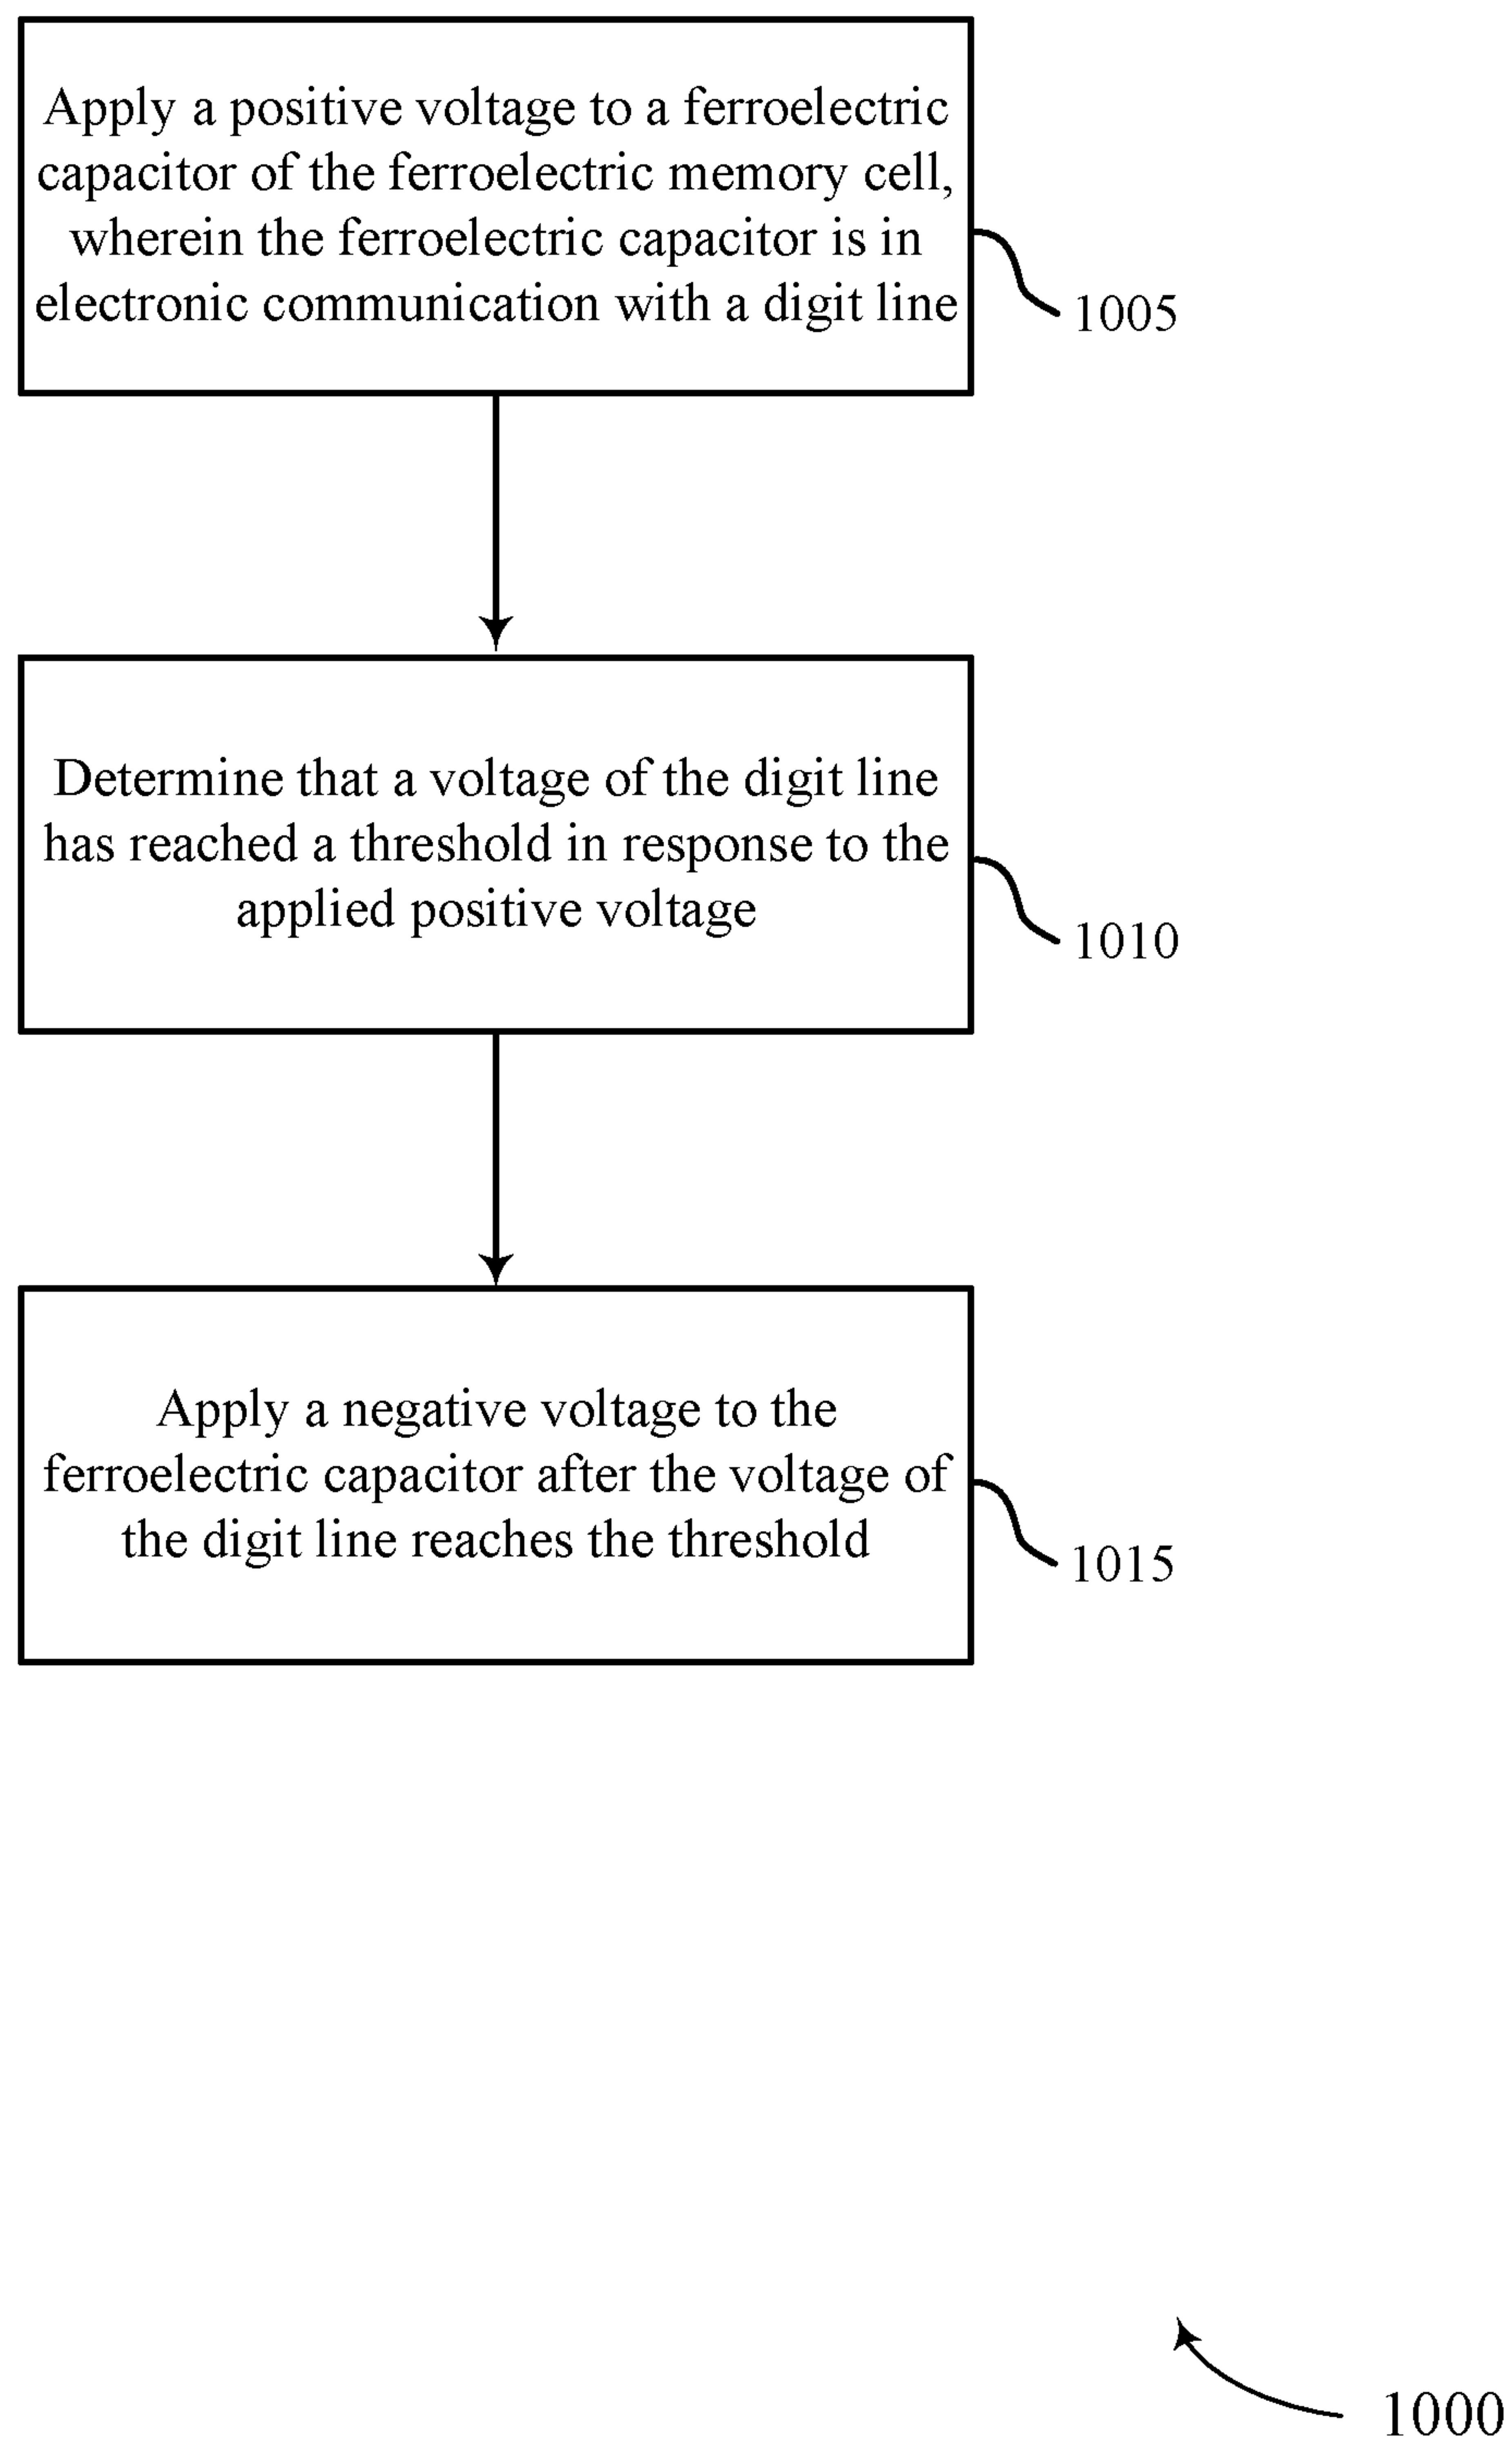 Apply a positive voltage to a ferroelectric
capacitor of the ferroelectric memory cell,
wherein the ferroelectric capacitor is in
electronic communication with a digit line
1005
Determine that a voltage of the digit line
has reached a threshold in response to the
applied positive voltage
1010
Apply a negative voltage to the
ferroelectric capacitor after the voltage of
the digit line reaches the threshold
1015
1000